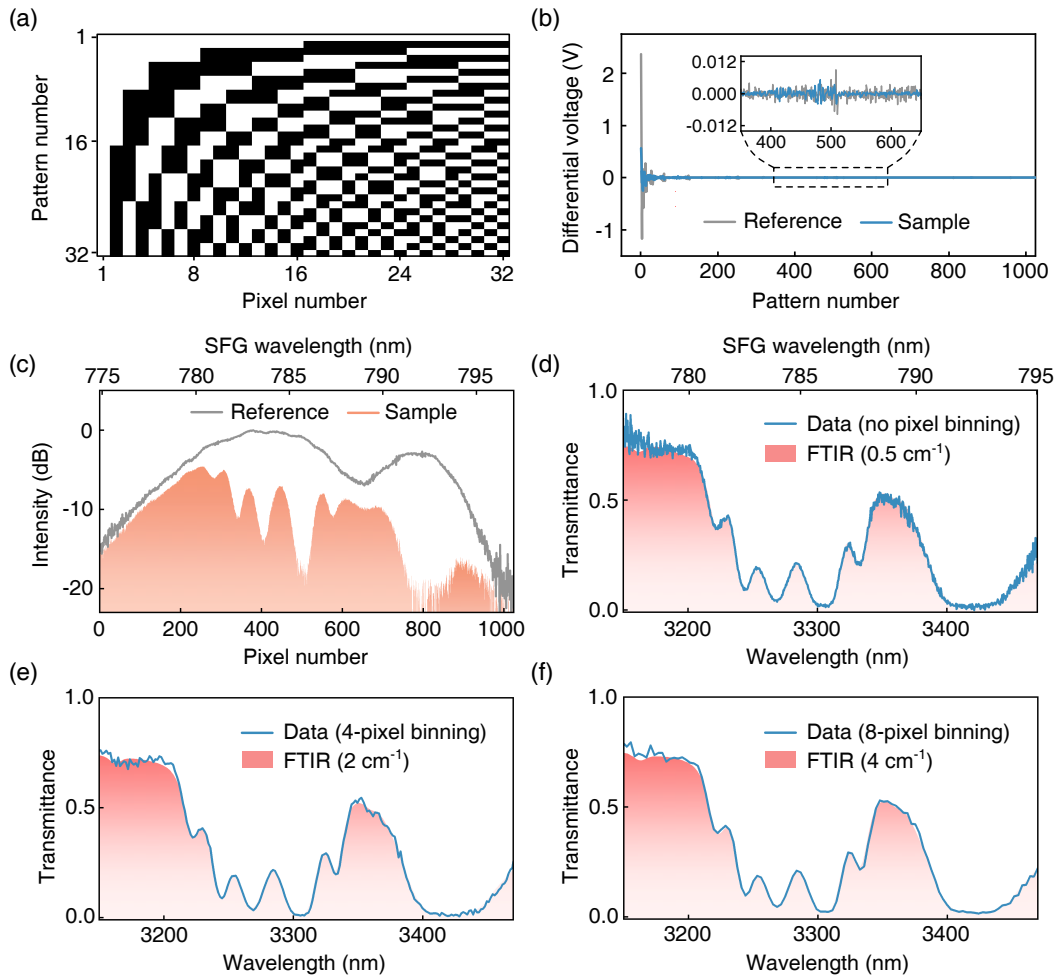 (a)
1
16
32
Pattern number
1
8
16
24
32
Pixel number
(b)
2
1
0
-1
Differential voltage (V)
0.012
0.000
-0.012
400
500
600
Reference
Sample
0
200
400
600
800
1000
Pattern number
(c)
SFG wavelength (nm)
775
780
785
790
795
Reference
Sample
0
-10
-20
Intensity (dB)
0
200
400
600
800
1000
Pixel number
(d)
SFG wavelength (nm)
780
785
790
795
1.0
0.5
0.0
Transmittance
Data (no pixel binning)
FTIR (0.5 cm⁻¹)
3200
3300
3400
Wavelength (nm)
(e)
1.0
0.5
0.0
Transmittance
Data (4-pixel binning)
FTIR (2 cm⁻¹)
3200
3300
3400
Wavelength (nm)
(f)
1.0
0.5
0.0
Transmittance
Data (8-pixel binning)
FTIR (4 cm⁻¹)
3200
3300
3400
Wavelength (nm)